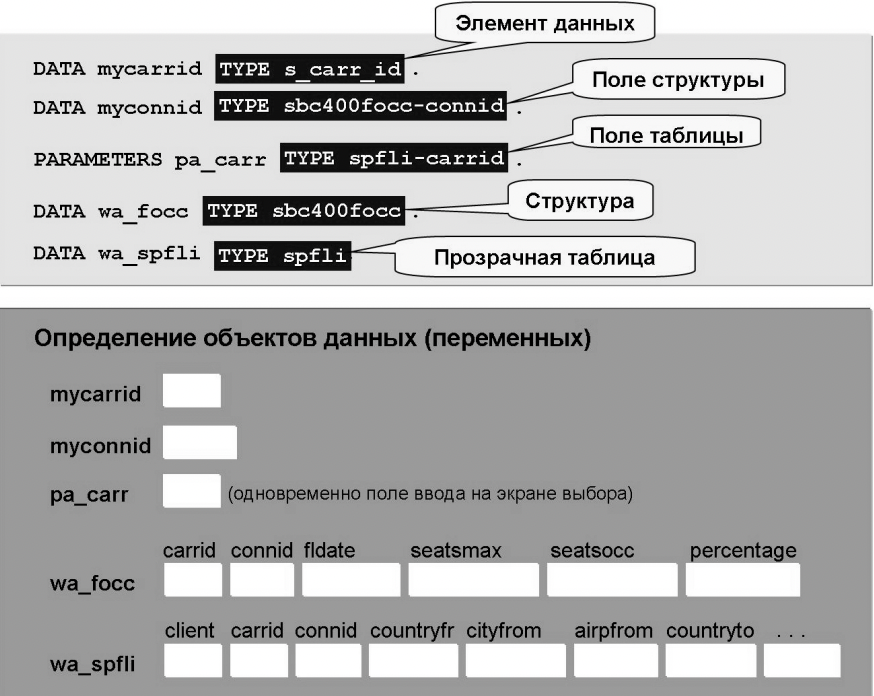 Элемент данных
DATA mycarrid TYPE s_carr_id .
Поле структуры
DATA myconnid TYPE sbc400focc-connid .
Поле таблицы
PARAMETERS pa_carr TYPE spfli-carrid .
Структура
DATA wa_focc TYPE sbc400focc .
DATA wa_spfli TYPE spfli
Прозрачная таблица
Определение объектов данных (переменных)
mycarrid
myconnid
pa_carr (одновременно поле ввода на экране выбора)
carrid connid fldate seatsmax seatsocc percentage
wa_focc
client carrid connid countryfr cityfrom airpfrom countryto . . .
wa_spfli